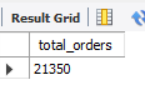 Result Grid
total_orders
21350